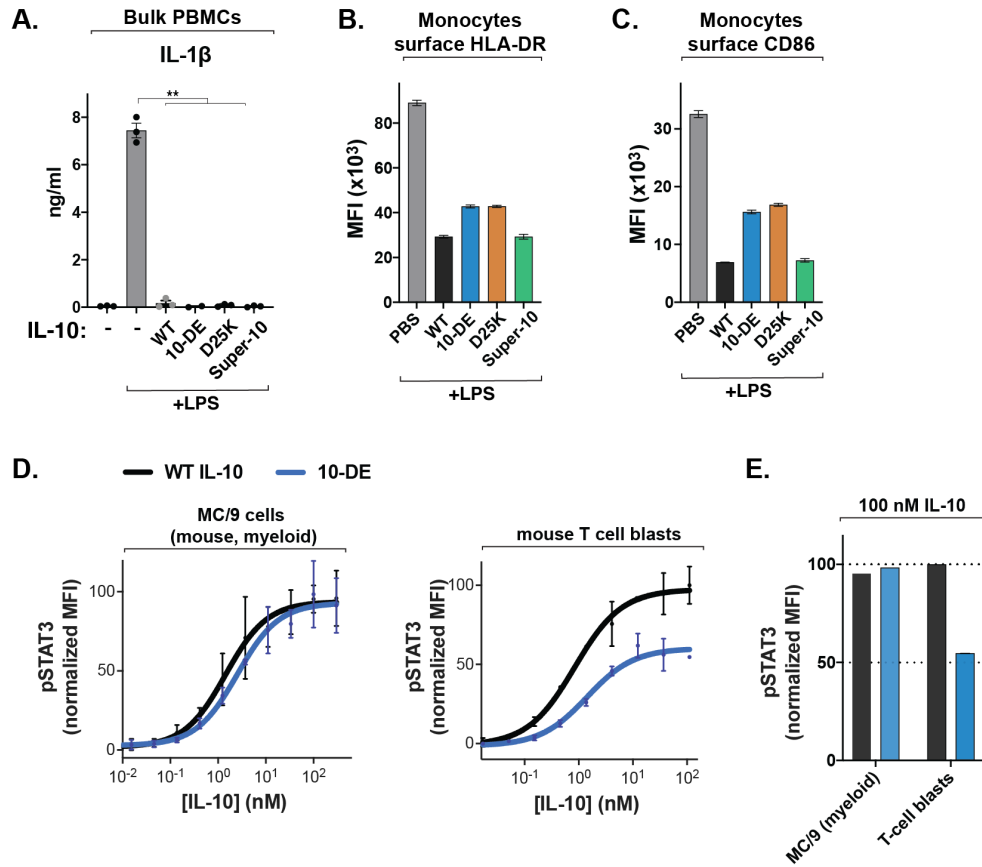 A.
Bulk PBMCs
IL-1β
**
ng/ml
8
6
4
2
0
IL-10: - - WT 10-DE D25K Super-10
+LPS
B.
Monocytes
surface HLA-DR
MFI (x10³)
80
60
40
20
0
PBS WT 10-DE D25K Super-10
+LPS
C.
Monocytes
surface CD86
MFI (x10³)
30
20
10
0
PBS WT 10-DE D25K Super-10
+LPS
D.
WT IL-10 10-DE
MC/9 cells
(mouse, myeloid)
pSTAT3
(normalized MFI)
100
50
0
10⁻² 10⁻¹ 10⁰ 10¹ 10²
[IL-10] (nM)
mouse T cell blasts
pSTAT3
(normalized MFI)
100
50
0
10⁻¹ 10⁰ 10¹ 10²
[IL-10] (nM)
E.
100 nM IL-10
pSTAT3
(normalized MFI)
100
50
0
MC/9 (myeloid) T-cell blasts